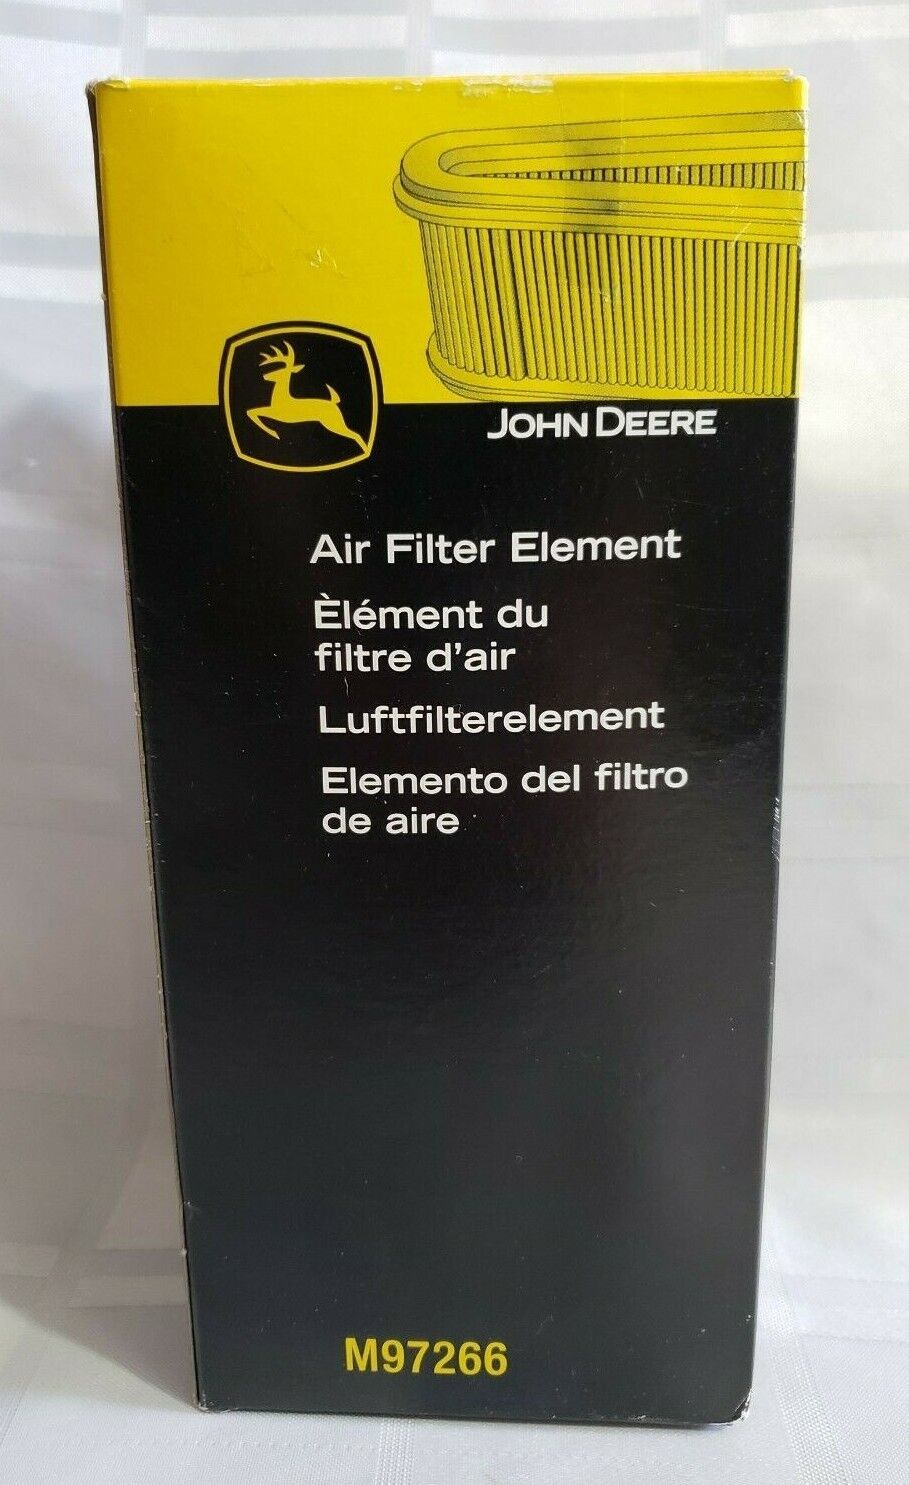 JOHN DEERE
Air Filter Element
Èlément du
filtre d'air
Luftfilterelement
Elemento del filtro
de aire
M97266